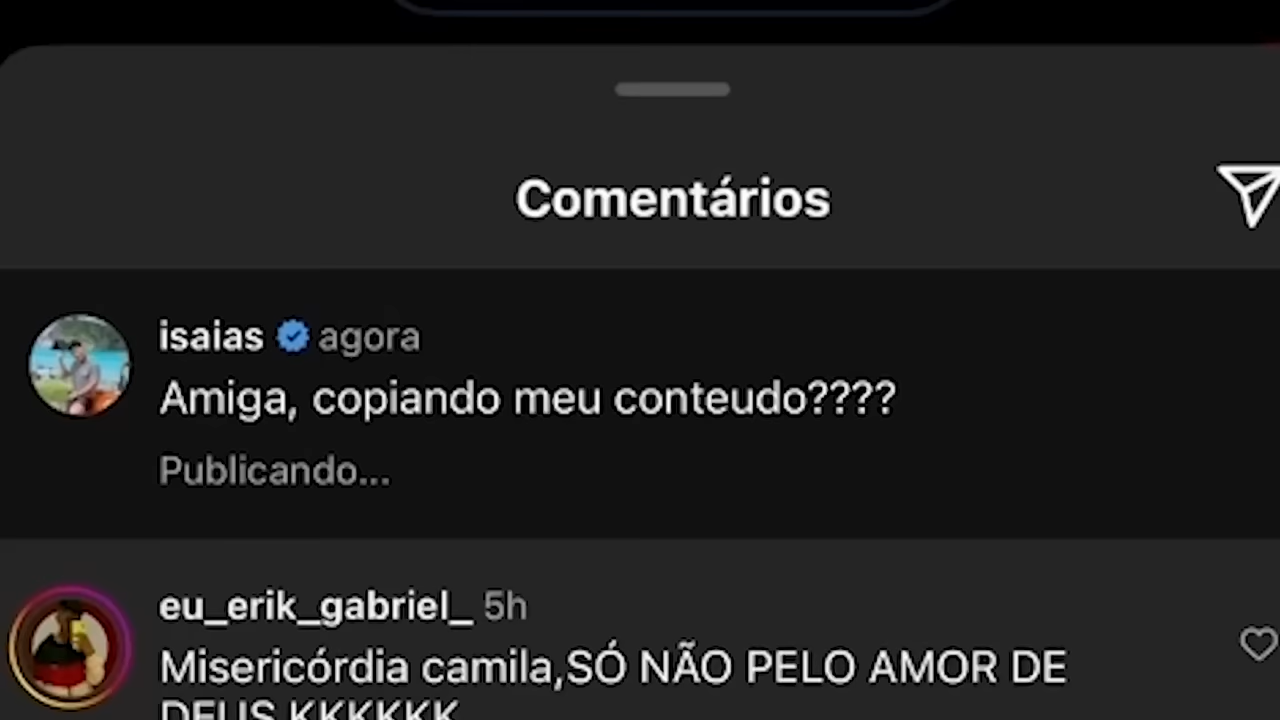 Comentários
isaias agora
Amiga, copiando meu conteudo????
Publicando...
eu_erik_gabriel_ 5h
Misericórdia camila,SÓ NÃO PELO AMOR DE
DEUS KKKKKK